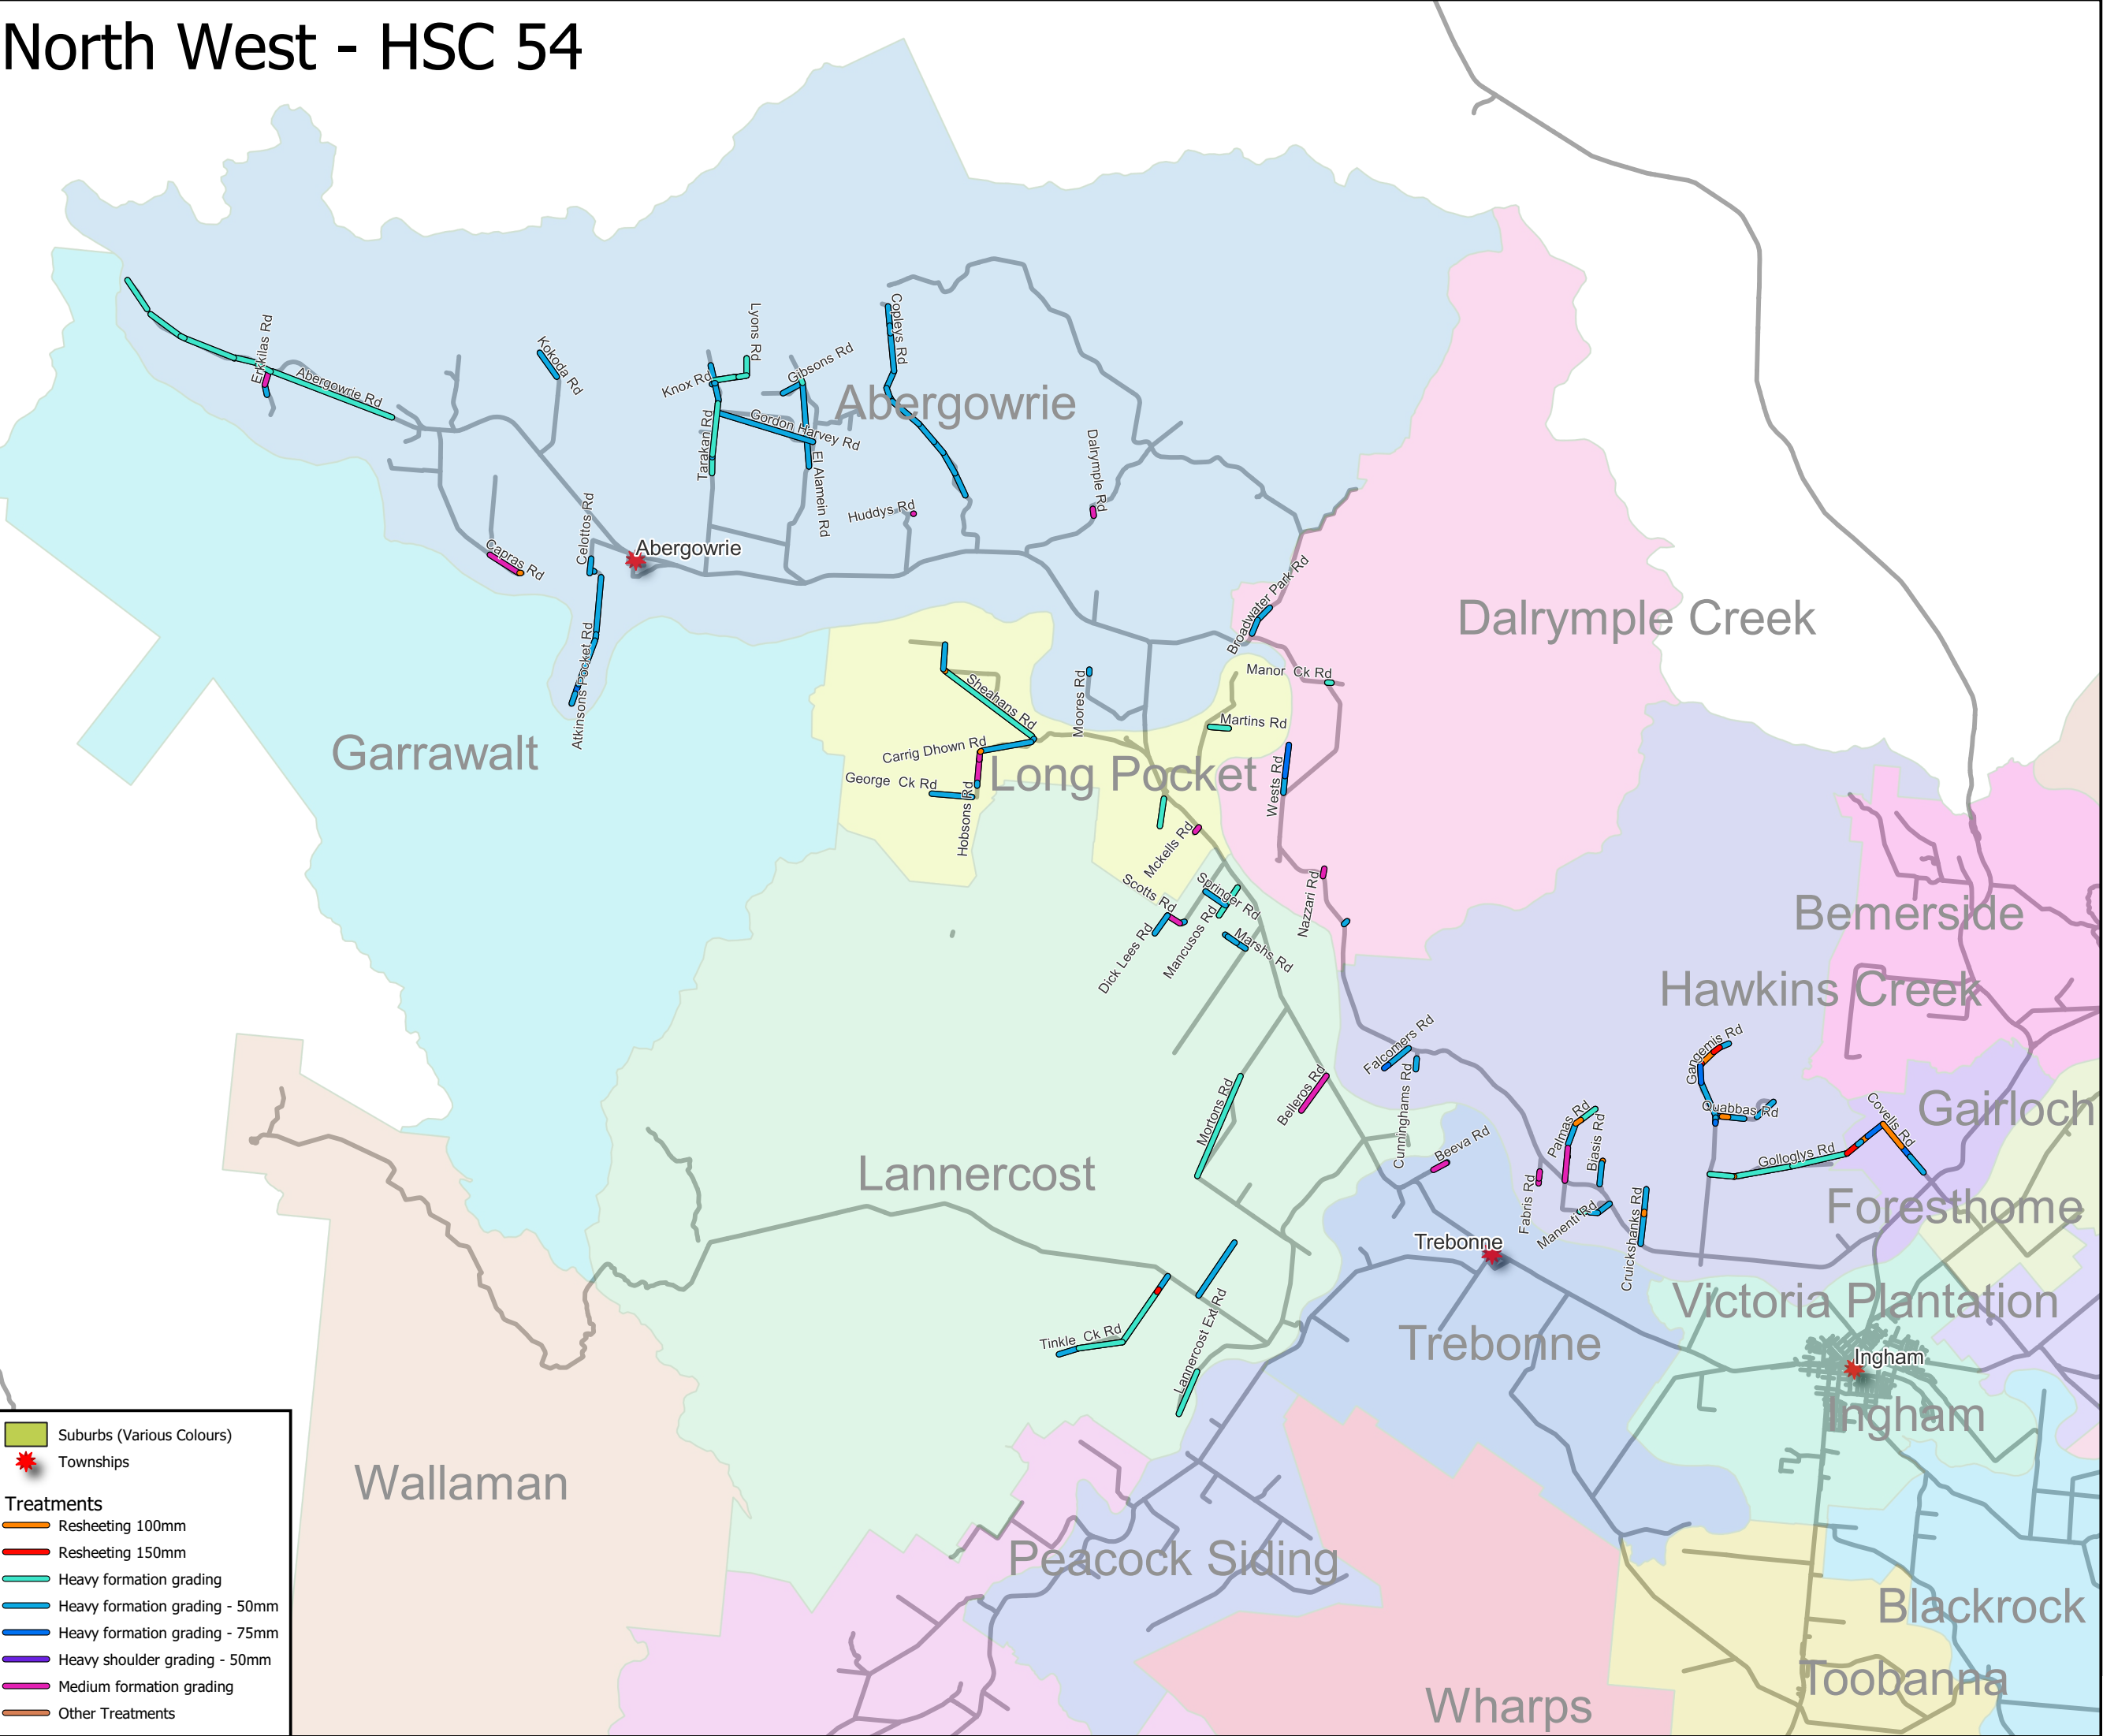 North West - HSC 54
Lyons Rd
Copleys Rd
Errkilas Rd
Kokoda Rd
Gibsons Rd
Knox Rd
Abergowrie Rd
Abergowrie
Gordon Harvey Rd
Tarakan Rd
El Alamein Rd
Dalrymple Rd
Huddys Rd
Celottos Rd
Capras Rd
Abergowrie
Broadwater Park Rd
Dalrymple Creek
Atkinsons Pocket Rd
Manor Ck Rd
Sheahans Rd
Moores Rd
Martins Rd
Garrawalt
Carrig Dhown Rd
Long Pocket
George Ck Rd
Wests Rd
Hobsons Rd
Mckells Rd
Scotts Rd
Springer Rd
Nazzari Rd
Bemerside
Mancusos Rd
Dick Lees Rd
Marshs Rd
Hawkins Creek
Falcomers Rd
Gangemis Rd
Mortons Rd
Belleros Rd
Cunninghams Rd
Quabbas Rd
Gairloch
Covells Rd
Palmas Rd
Biasis Rd
Beeva Rd
Golloglys Rd
Lannercost
Fabris Rd
Foresthome
Manenti Rd
Cruickshanks Rd
Trebonne
Victoria Plantation
Tinkle Ck Rd
Lannercost Ext Rd
Trebonne
Ingham
Ingham
Wallaman
Peacock Siding
Blackrock
Toobanna
Wharps
Suburbs (Various Colours)
Townships
Treatments
Resheeting 100mm
Resheeting 150mm
Heavy formation grading
Heavy formation grading - 50mm
Heavy formation grading - 75mm
Heavy shoulder grading - 50mm
Medium formation grading
Other Treatments